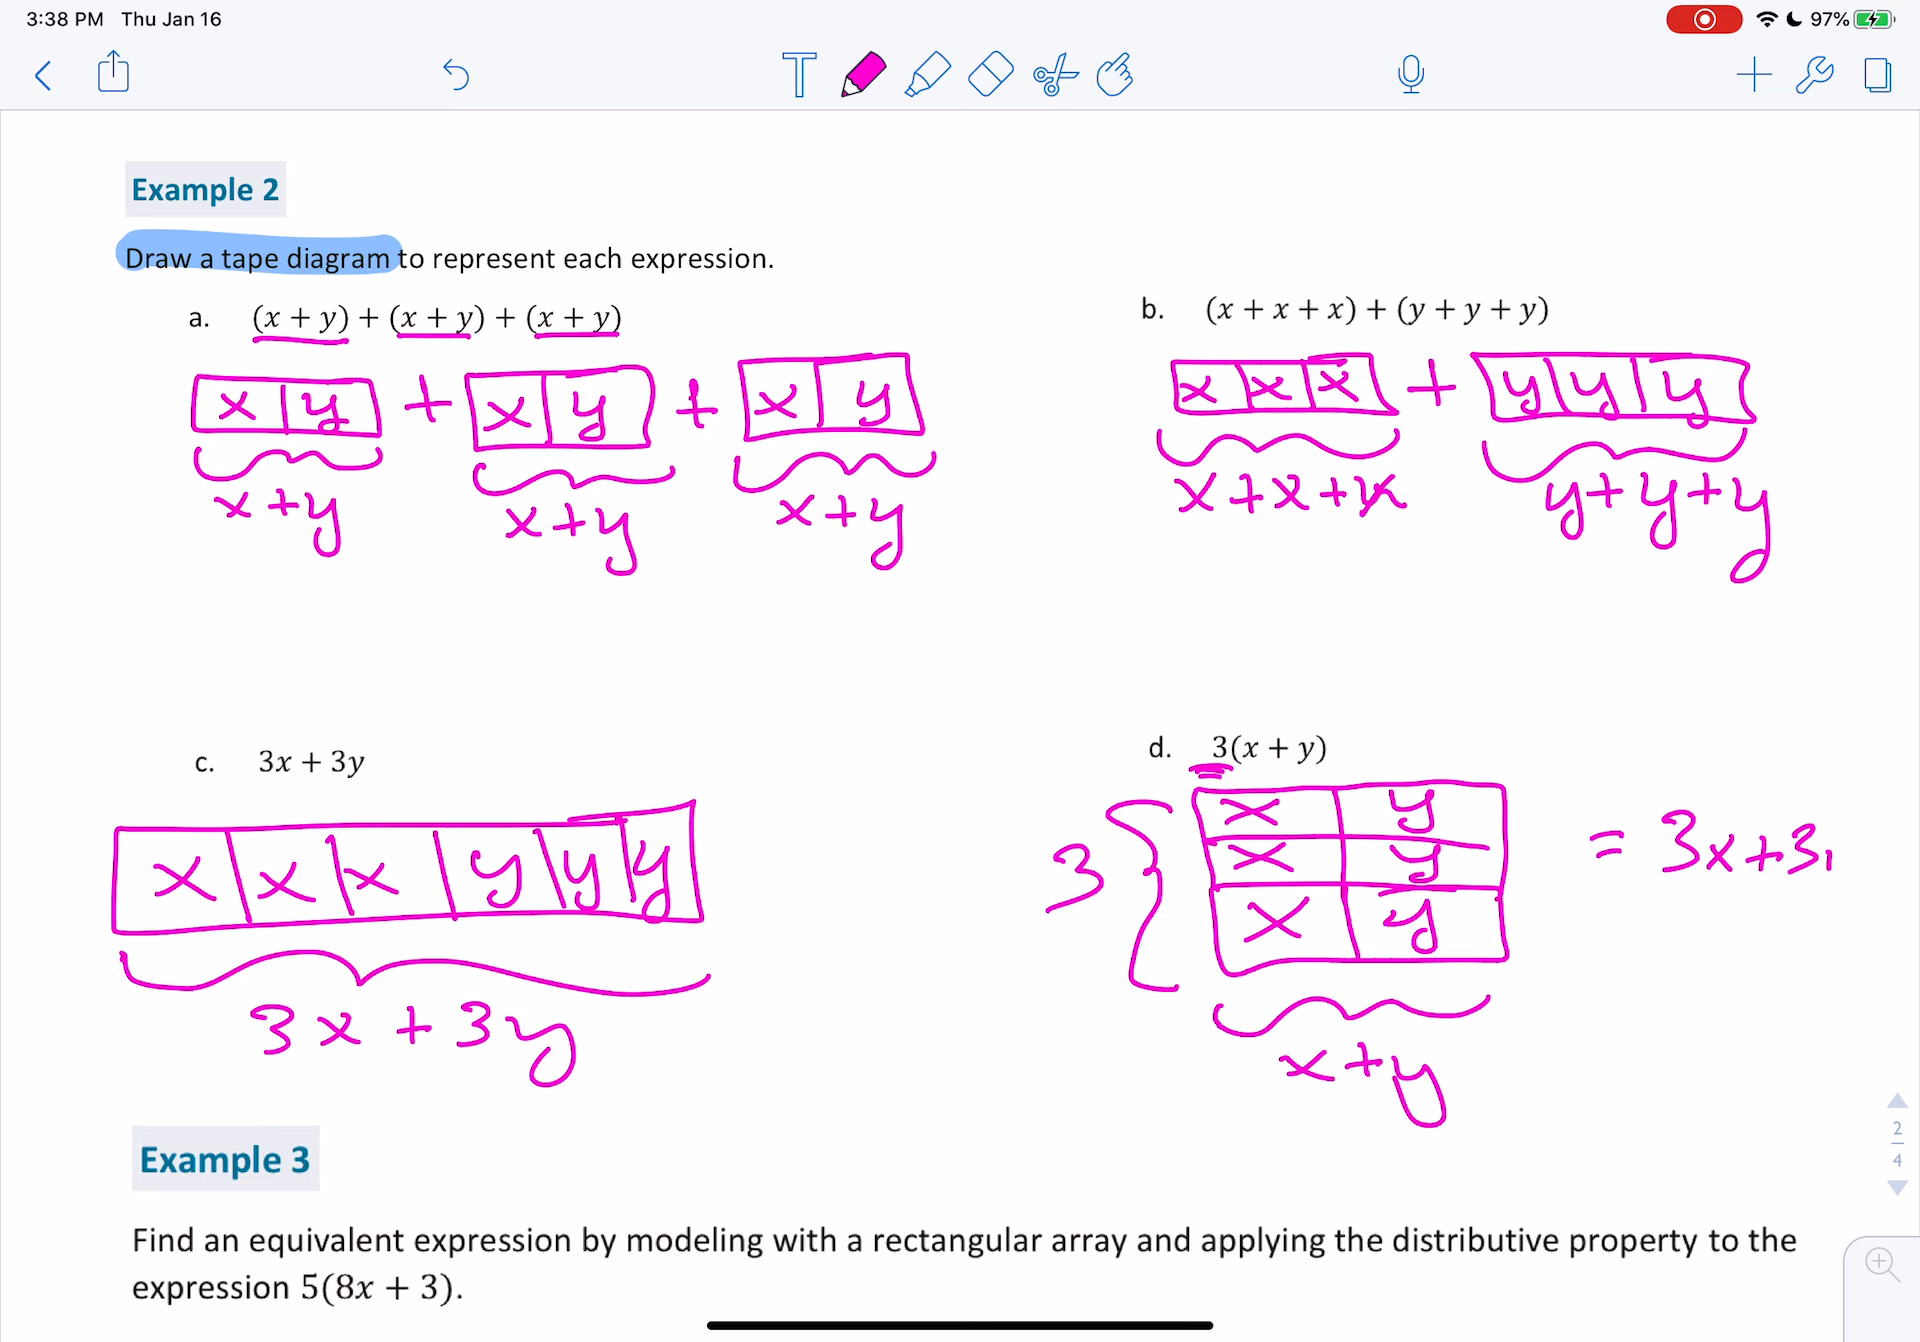 3:38 PM Thu Jan 16 97%
Example 2
Draw a tape diagram to represent each expression.
a. (x + y) + (x + y) + (x + y)
x y + x y + x y
x+y x+y x+y
b. (x + x + x) + (y + y + y)
x x x + y y y
x+x+x y+y+y
c. 3x + 3y
x x x y y y
3x + 3y
d. 3(x + y)
x y
3 x y = 3x+3
x y
x+y
2
4
Example 3
Find an equivalent expression by modeling with a rectangular array and applying the distributive property to the
expression 5(8x + 3).